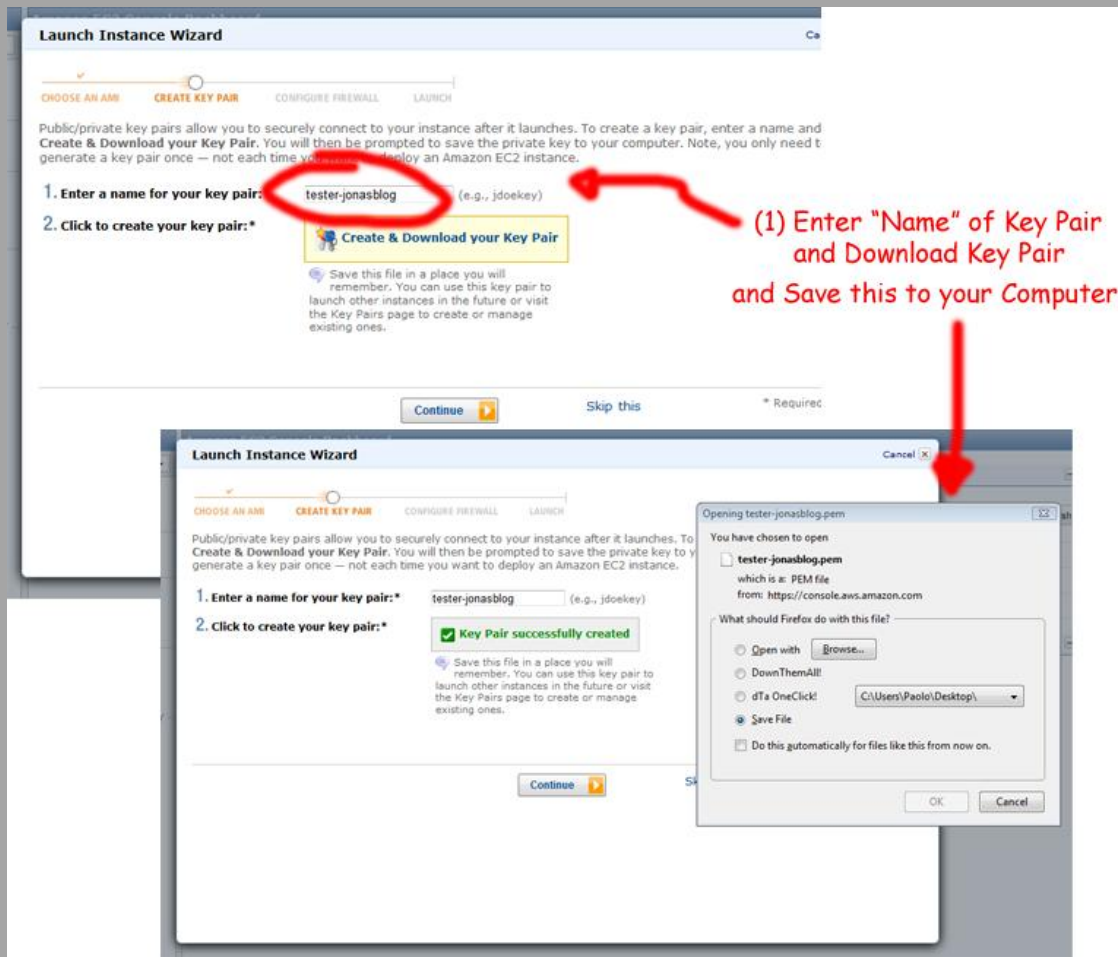 Launch Instance Wizard
CHOOSE AN AMI CREATE KEY PAIR CONFIGURE FIREWALL LAUNCH
Public/private key pairs allow you to securely connect to your instance after it launches. To create a key pair, enter a name and
Create & Download your Key Pair. You will then be prompted to save the private key to your computer. Note, you only need t
generate a key pair once — not each time you want to deploy an Amazon EC2 instance.
1. Enter a name for your key pair: tester-jonasblog (e.g., jdoekey)
2. Click to create your key pair:* Create & Download your Key Pair
Save this file in a place you will
remember. You can use this key pair to
launch other instances in the future or visit
the Key Pairs page to create or manage
existing ones.
Continue Skip this * Required
(1) Enter “Name” of Key Pair
and Download Key Pair
and Save this to your Computer
Launch Instance Wizard Cancel
CHOOSE AN AMI CREATE KEY PAIR CONFIGURE FIREWALL LAUNCH
Public/private key pairs allow you to securely connect to your instance after it launches. To
Create & Download your Key Pair. You will then be prompted to save the private key to y
generate a key pair once — not each time you want to deploy an Amazon EC2 instance.
1. Enter a name for your key pair:* tester-jonasblog (e.g., jdoekey)
2. Click to create your key pair:* Key Pair successfully created
Save this file in a place you will
remember. You can use this key pair to
launch other instances in the future or visit
the Key Pairs page to create or manage
existing ones.
Continue
Opening tester-jonasblog.pem
You have chosen to open
tester-jonasblog.pem
which is a: PEM file
from: https://console.aws.amazon.com
What should Firefox do with this file?
Open with Browse...
DownThemAll!
dTa OneClick! C:\Users\Paolo\Desktop\
Save File
Do this automatically for files like this from now on.
OK Cancel